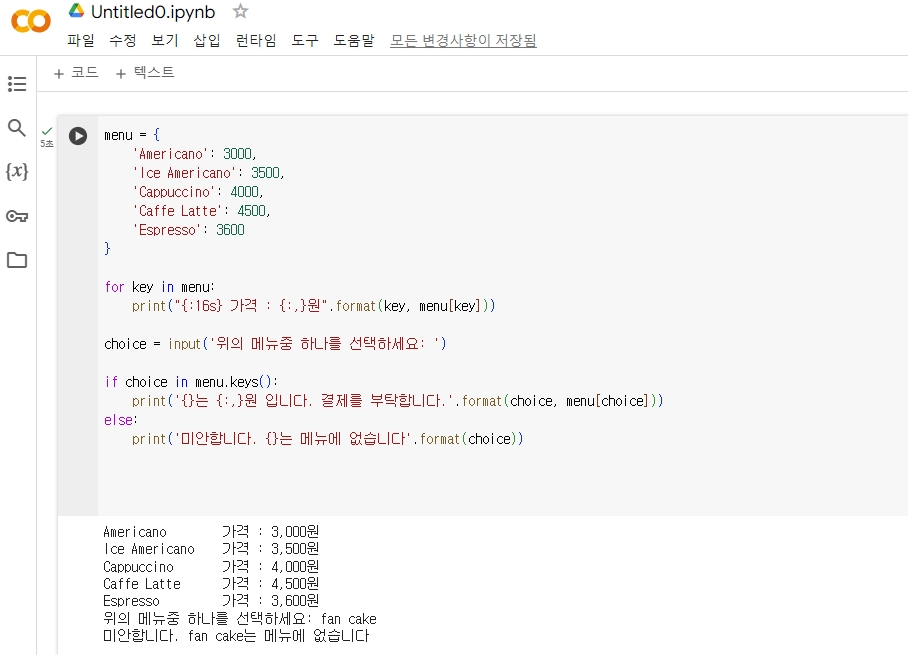 Untitled0.ipynb
파일 수정 보기 삽입 런타임 도구 도움말 모든 변경사항이 저장됨
+ 코드 + 텍스트
5초
{x}
menu = {
    'Americano': 3000,
    'Ice Americano': 3500,
    'Cappuccino': 4000,
    'Caffe Latte': 4500,
    'Espresso': 3600
}
for key in menu:
    print("{:16s} 가격 : {:,}원".format(key, menu[key]))
choice = input('위의 메뉴중 하나를 선택하세요: ')
if choice in menu.keys():
    print('{}는 {:,}원 입니다. 결제를 부탁합니다.'.format(choice, menu[choice]))
else:
    print('미안합니다. {}는 메뉴에 없습니다'.format(choice))
Americano        가격 : 3,000원
Ice Americano    가격 : 3,500원
Cappuccino       가격 : 4,000원
Caffe Latte      가격 : 4,500원
Espresso         가격 : 3,600원
위의 메뉴중 하나를 선택하세요: fan cake
미안합니다. fan cake는 메뉴에 없습니다